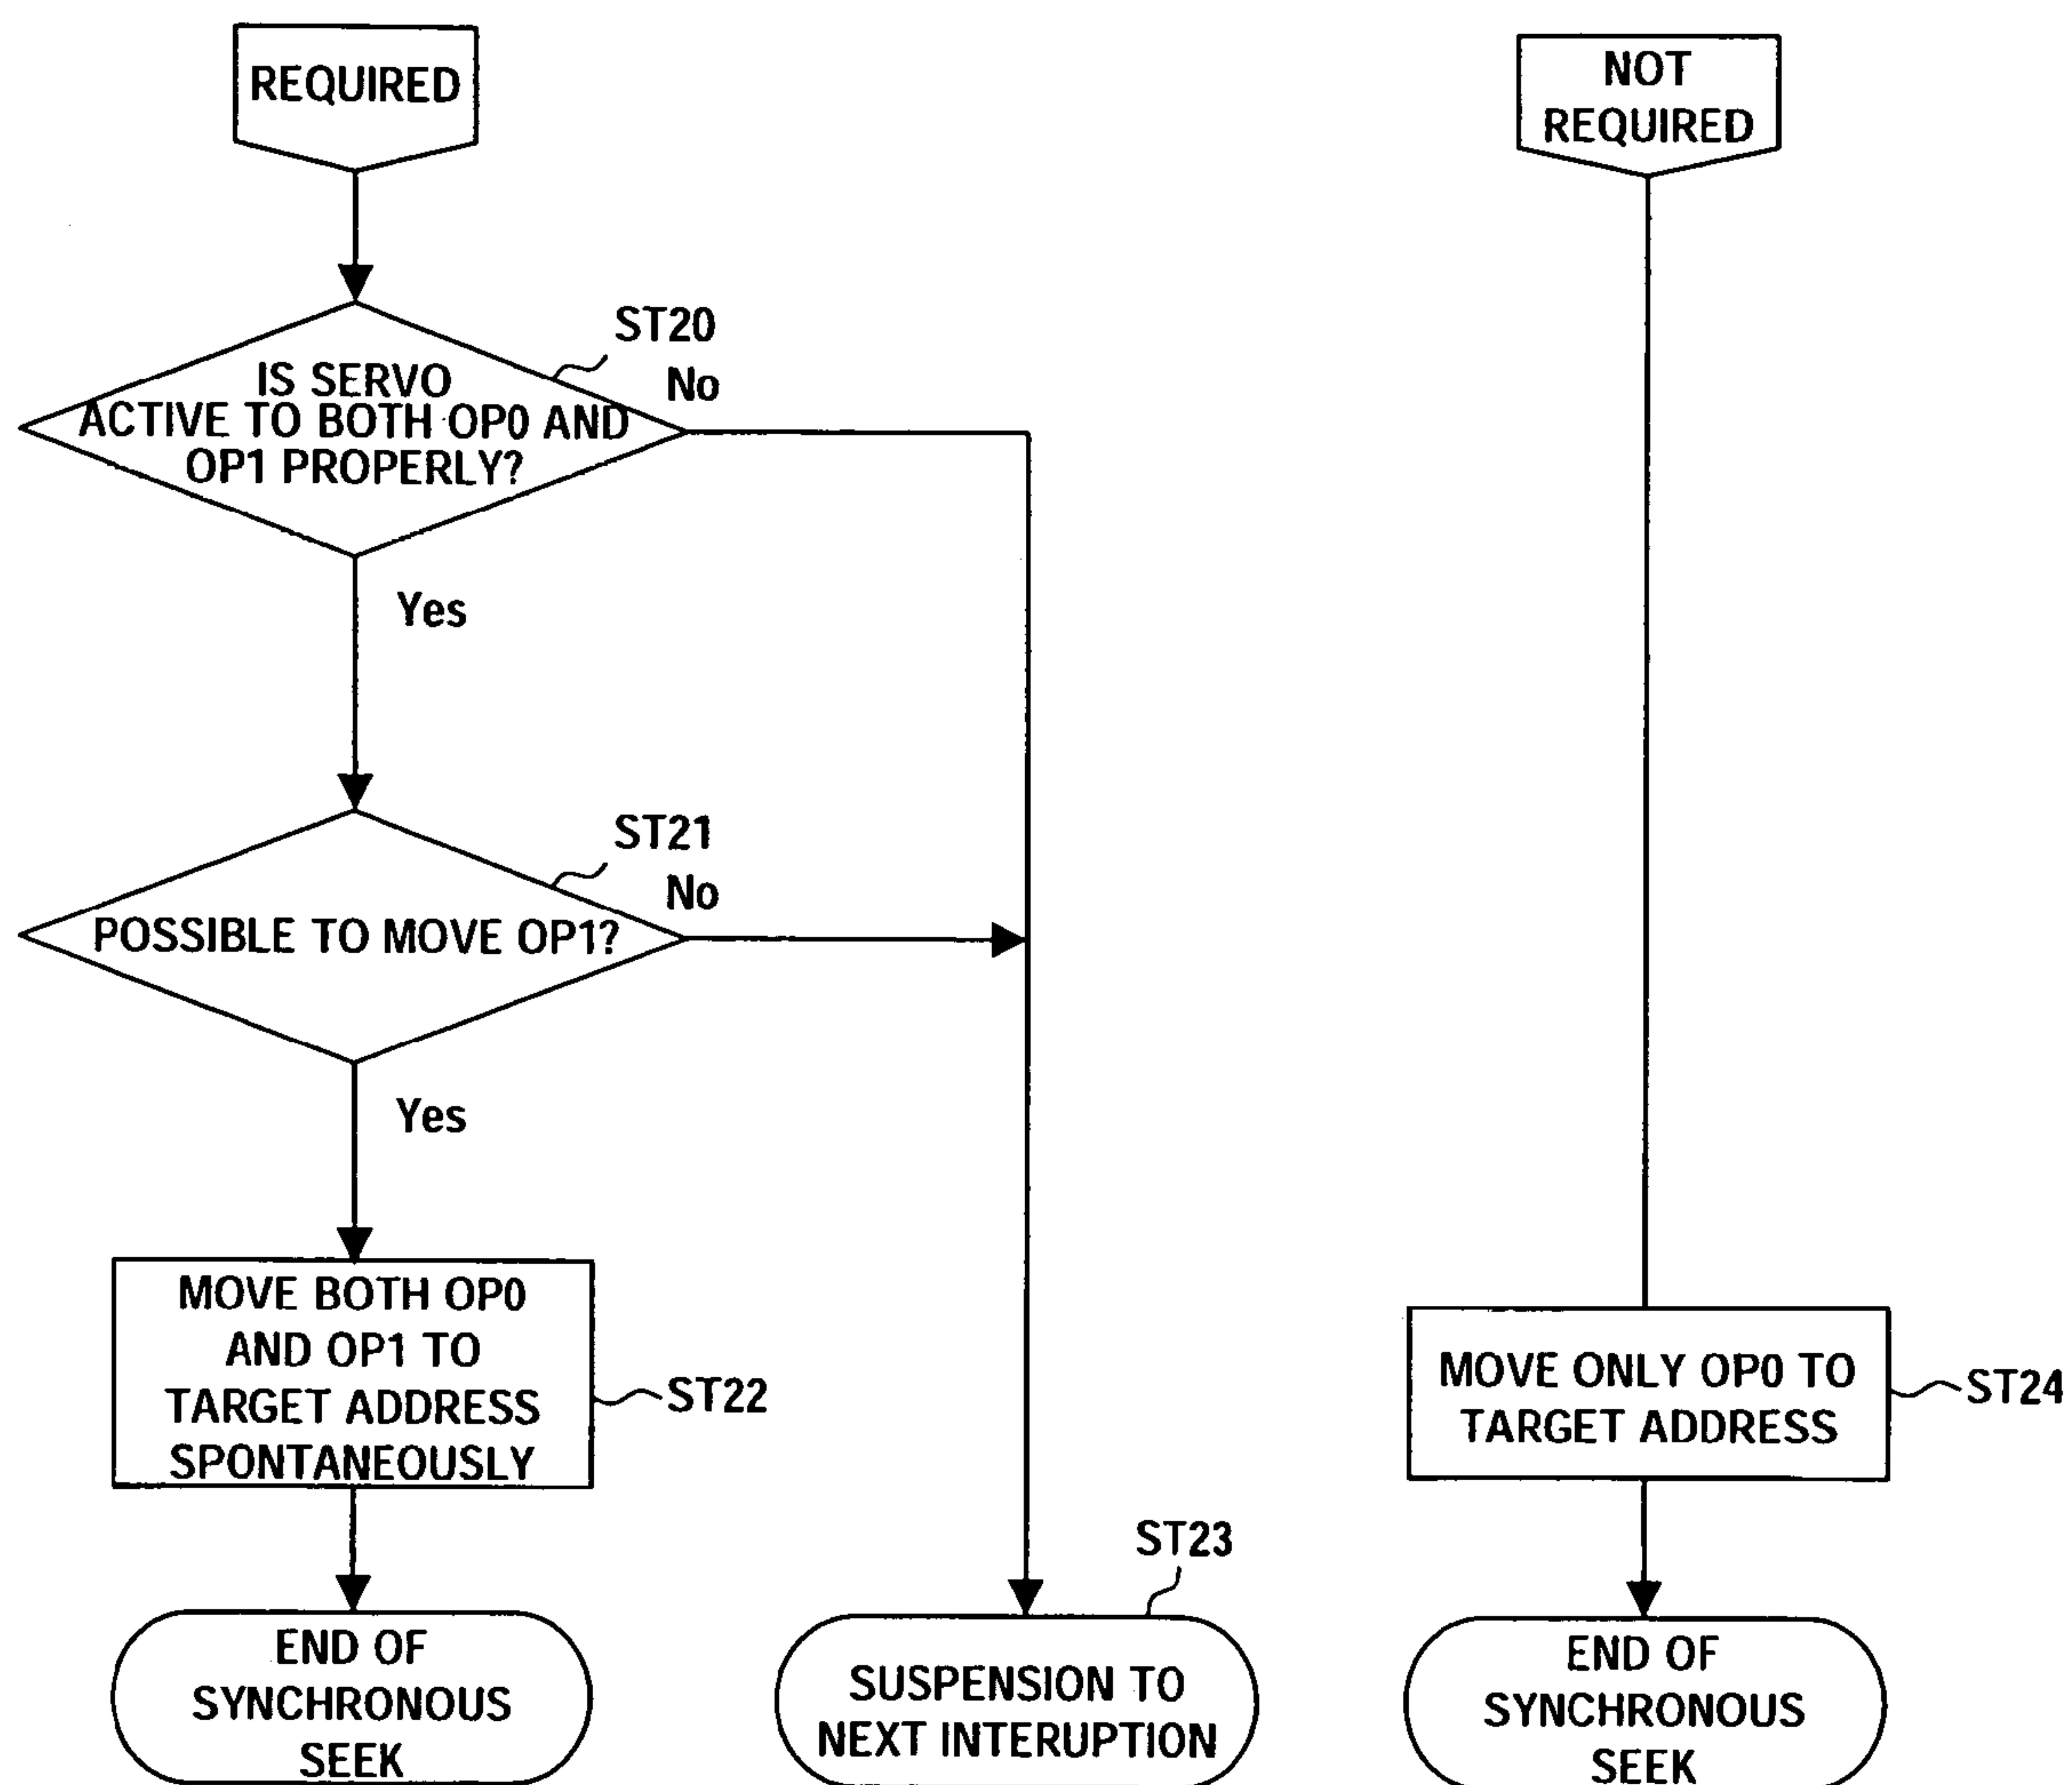 REQUIRED
NOT
REQUIRED
ST20
No
IS SERVO
ACTIVE TO BOTH OP0 AND
OP1 PROPERLY?
Yes
ST21
No
POSSIBLE TO MOVE OP1?
Yes
MOVE BOTH OP0
AND OP1 TO
TARGET ADDRESS
SPONTANEOUSLY
ST22
MOVE ONLY OP0 TO
TARGET ADDRESS
ST24
ST23
END OF
SYNCHRONOUS
SEEK
SUSPENSION TO
NEXT INTERUPTION
END OF
SYNCHRONOUS
SEEK